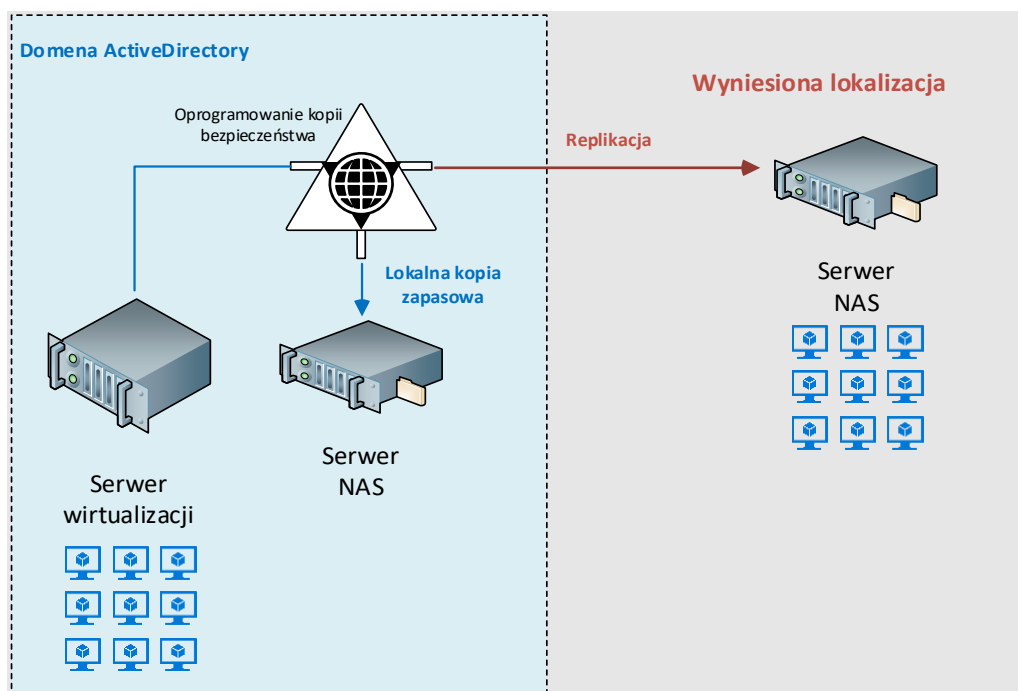 Domena ActiveDirectory
Wyniesiona lokalizacja
Oprogramowanie kopii
bezpieczeństwa
Replikacja
Lokalna kopia
zapasowa
Serwer
NAS
Serwer
NAS
Serwer
wirtualizacji